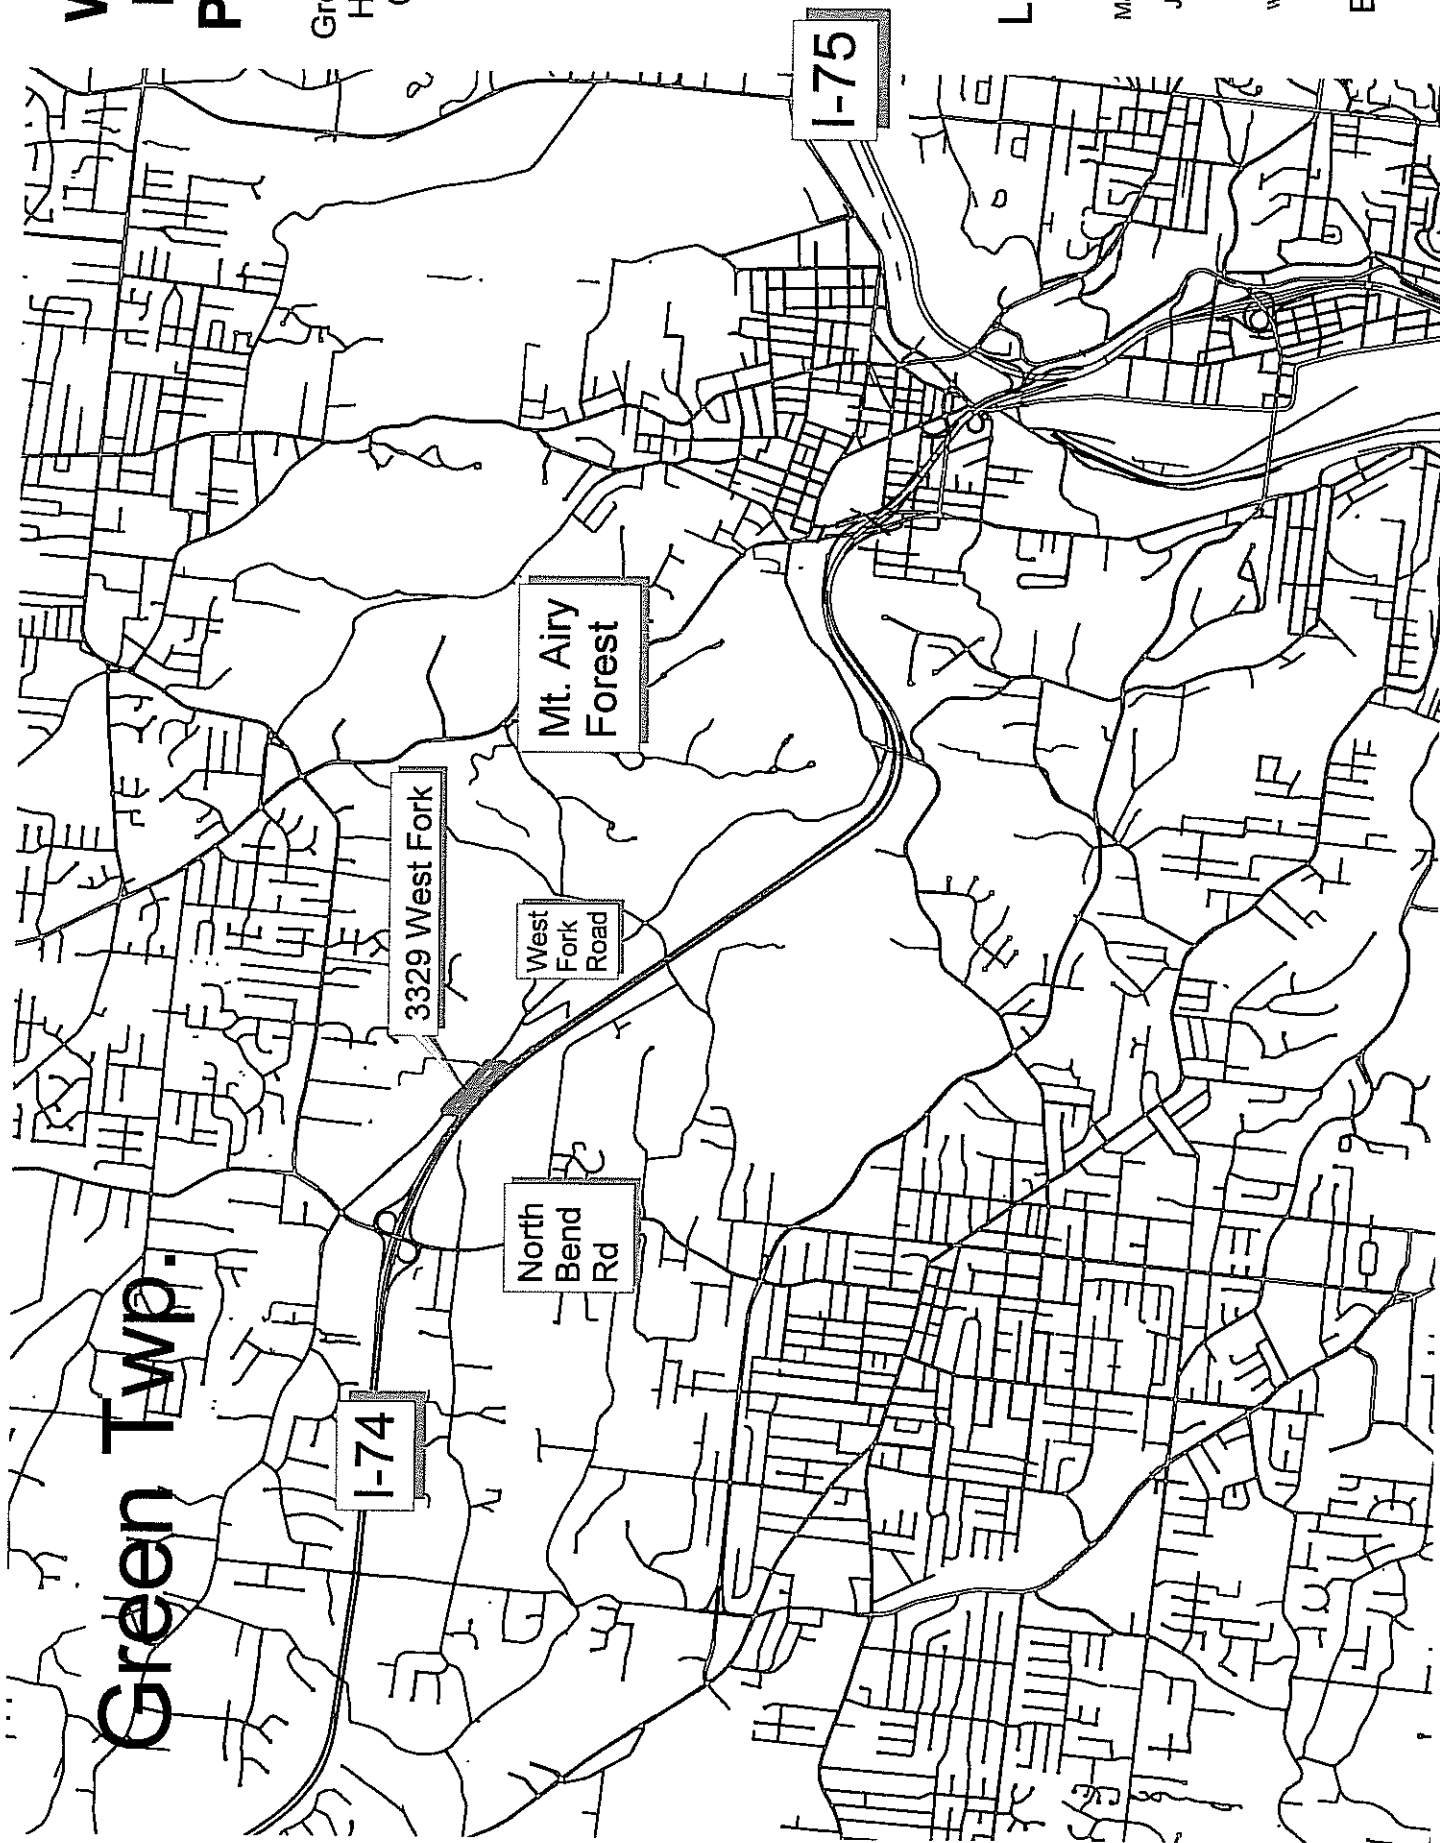 Green Twp.
I-74
North
Bend
Rd
3329 West Fork
West
Fork
Road
Mt. Airy
Forest
I-75